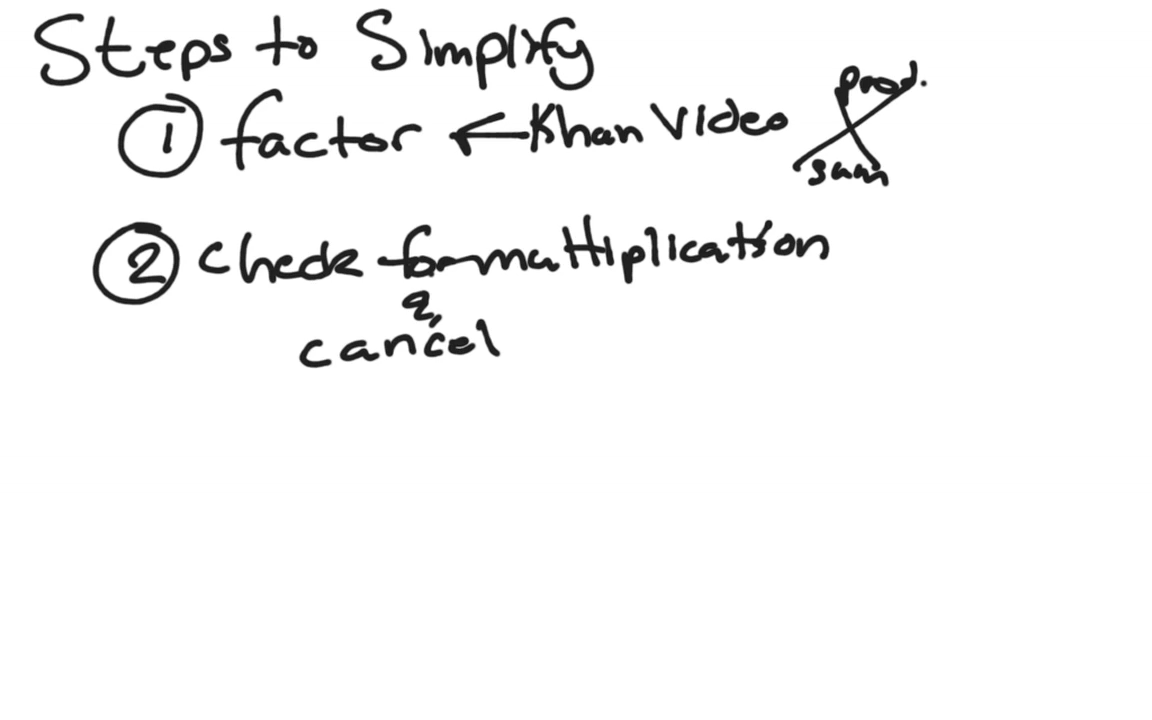 Steps to Simplify
① factor ← Khan Video
prod.
sum
② Check for multiplication
&
cancel